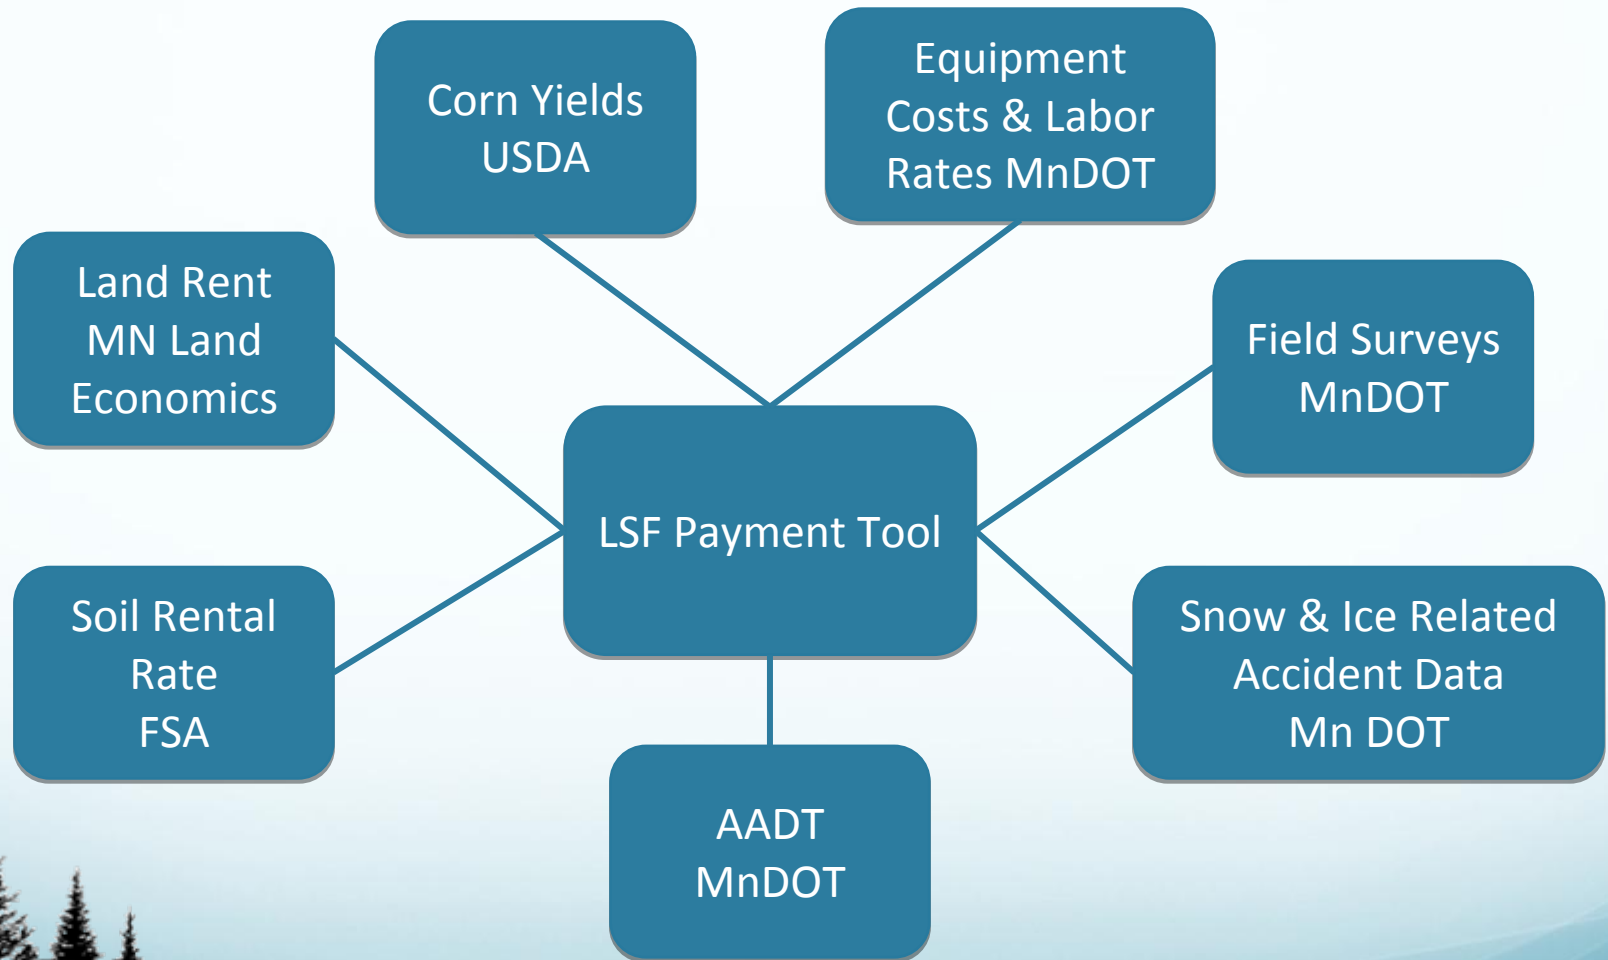 Corn Yields
USDA
Equipment
Costs & Labor
Rates MnDOT
Land Rent
MN Land
Economics
Field Surveys
MnDOT
LSF Payment Tool
Soil Rental
Rate
FSA
Snow & Ice Related
Accident Data
Mn DOT
AADT
MnDOT